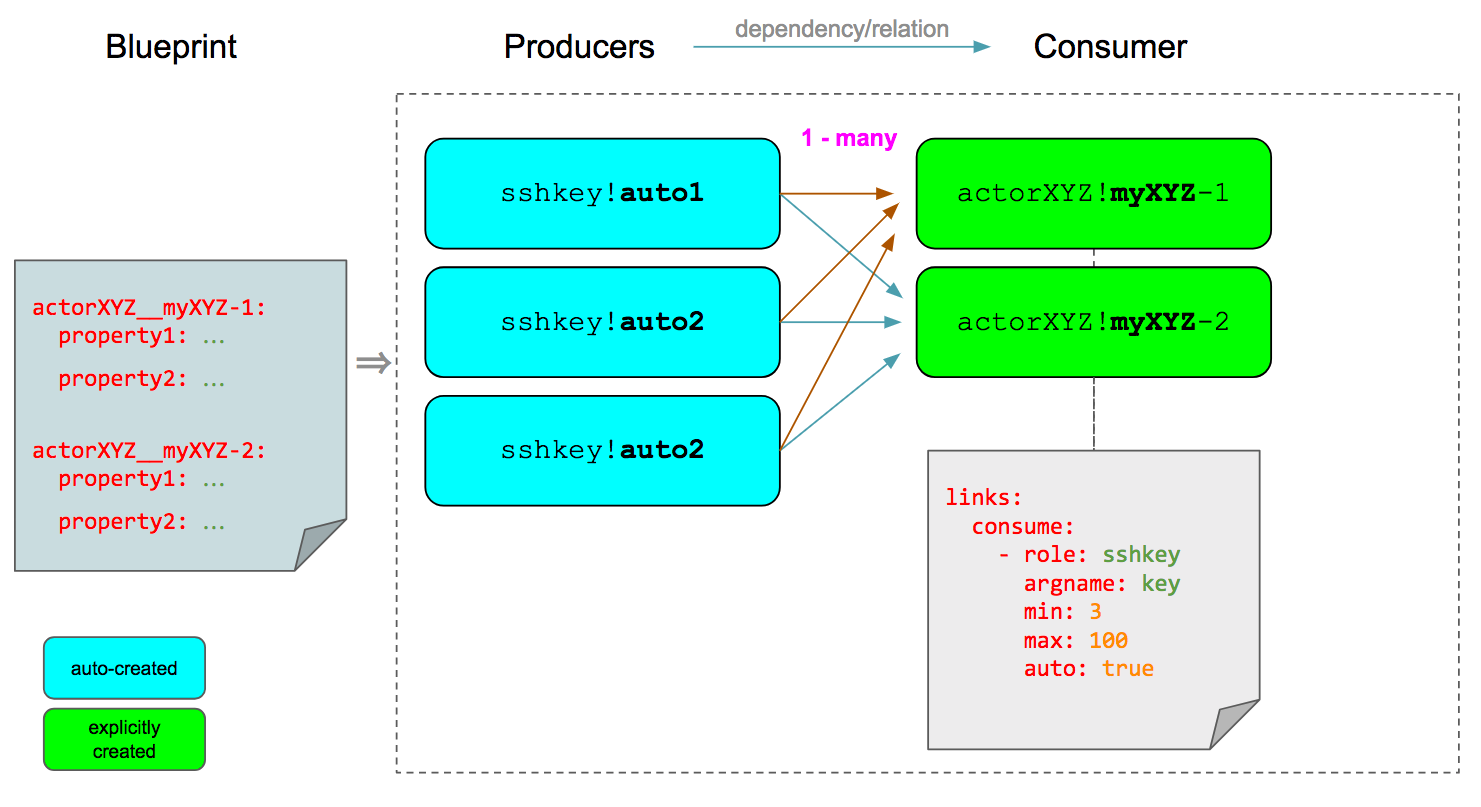 Blueprint
Producers
dependency/relation
Consumer
1 - many
sshkey!auto1
actorXYZ!myXYZ-1
sshkey!auto2
actorXYZ!myXYZ-2
sshkey!auto2
actorXYZ__myXYZ-1:
property1: ...
property2: ...
actorXYZ__myXYZ-2:
property1: ...
property2: ...
⇒
links:
consume:
- role: sshkey
argname: key
min: 3
max: 100
auto: true
auto-created
explicitly
created